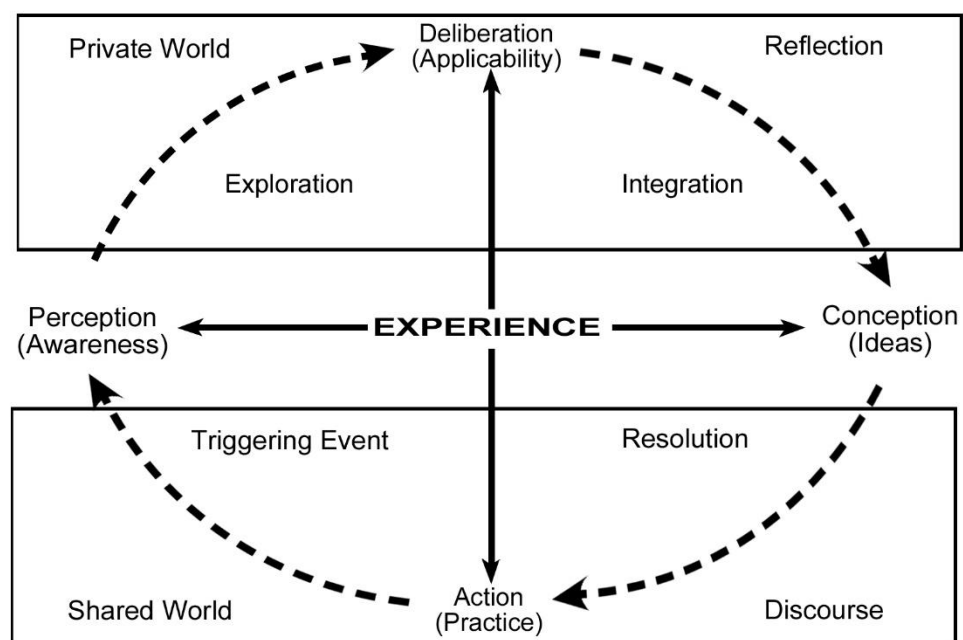 Private World
Deliberation
(Applicability)
Reflection
Exploration
Integration
Perception
(Awareness)
EXPERIENCE
Conception
(Ideas)
Triggering Event
Resolution
Shared World
Action
(Practice)
Discourse